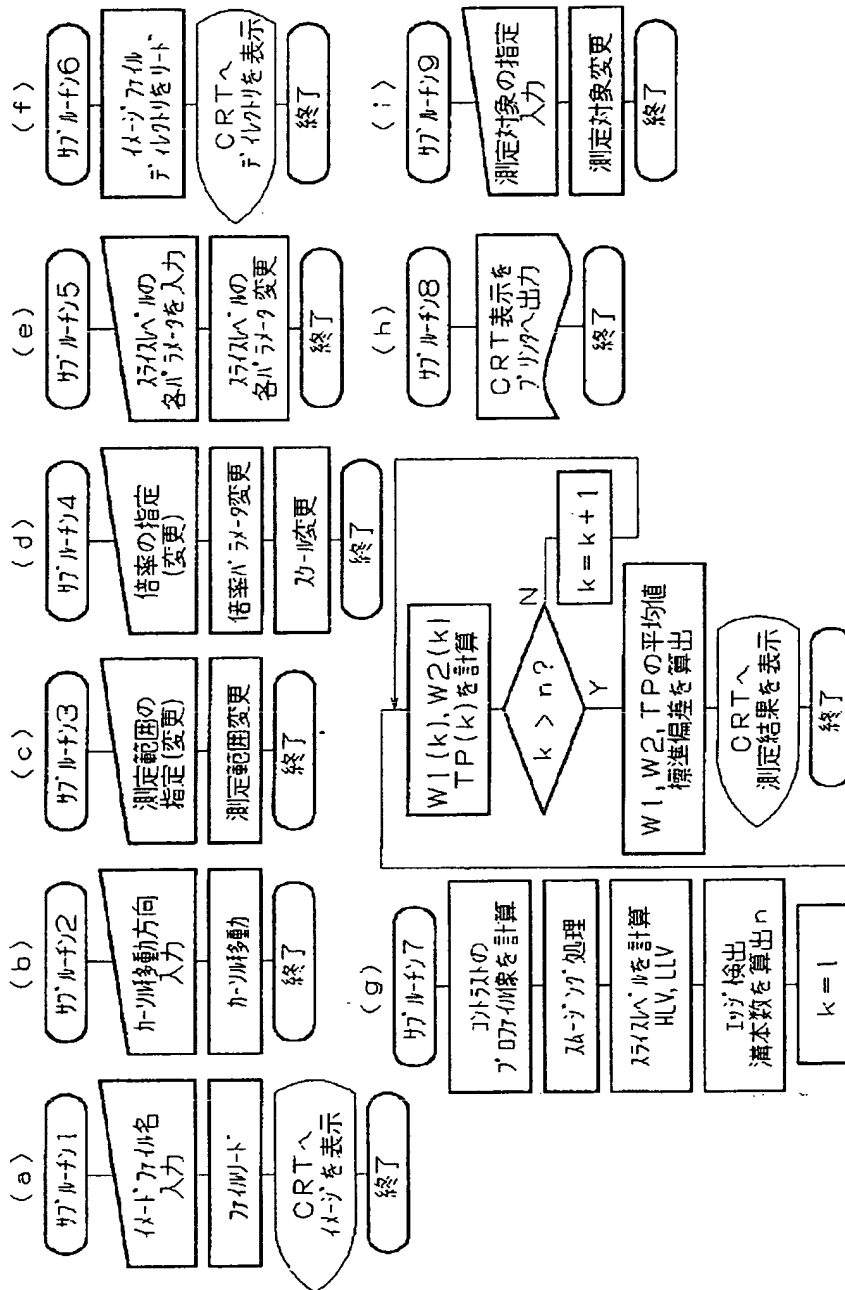 (a)
サブルーチン1
イメードファイル名
入力
ファイルリード
CRTへ
イメージを表示
終了
(b)
サブルーチン2
カーソル移動方向
入力
カーソル移動
終了
(c)
サブルーチン3
測定範囲の
指定(変更)
測定範囲変更
終了
(d)
サブルーチン4
倍率の指定
(変更)
倍率パラメータ変更
スケール変更
終了
(e)
サブルーチン5
スライスレベルの
各パラメータを入力
スライスレベルの
各パラメータ変更
終了
(f)
サブルーチン6
イメージファイル
ディレクトリをリード
CRTへ
ディレクトリを表示
終了
(g)
サブルーチン7
コントラストの
プロファイル象を計算
スムージング処理
スライスレベルを計算
HLV, LLV
エッジ検出
溝本数を算出n
k=1
W1(k), W2(k)
TP(k)を計算
k>n?
N
k=k+1
Y
W1, W2, TPの平均値
標準偏差を算出
CRTへ
測定結果を表示
終了
(h)
サブルーチン8
CRT表示を
プリンタへ出力
終了
(i)
サブルーチン9
測定対象の指定
入力
測定対象変更
終了